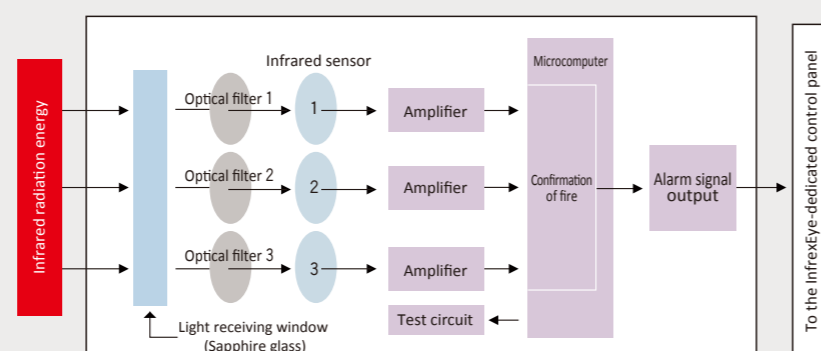 Infrared radiation energy
Infrared sensor
Optical filter 1
1
Amplifier
Optical filter 2
2
Amplifier
Optical filter 3
3
Amplifier
Test circuit
Light receiving window
(Sapphire glass)
Microcomputer
Confirmation
of fire
Alarm signal
output
To the InfrexEye-dedicated control panel